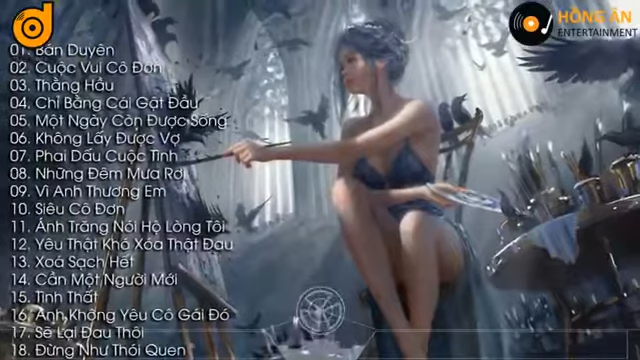 HỒNG ÂN
ENTERTAINMENT
01. Bán Duyên
02. Cuộc Vui Cô Đơn
03. Thằng Hầu
04. Chỉ Bằng Cái Gật Đầu
05. Một Ngày Còn Được Sống
06. Không Lấy Được Vợ
07. Phai Dấu Cuộc Tình
08. Những Đêm Mưa Rơi
09. Vì Anh Thương Em
10. Siêu Cô Đơn
11. Ánh Trăng Nói Hộ Lòng Tôi
12. Yêu Thật Khó Xóa Thật Đau
13. Xoá Sạch Hết
14. Cần Một Người Mới
15. Tình Thất
16. Anh Không Yêu Cô Gái Đó
17. Sẽ Lại Đau Thôi
18. Đừng Như Thói Quen